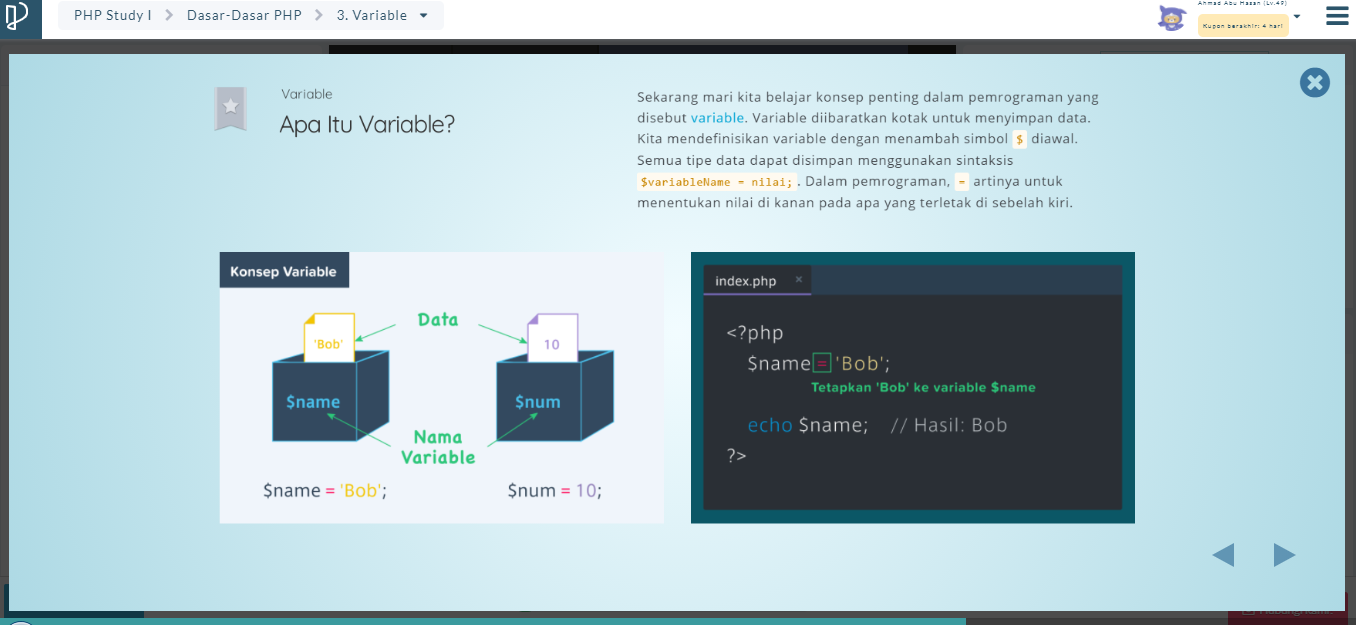 PHP Study I
Dasar-Dasar PHP
3. Variable
Ahmad Abu Hasan (Lv.49)
Kupon berakhir: 4 hari
Variable
Apa Itu Variable?
Sekarang mari kita belajar konsep penting dalam pemrograman yang
disebut variable. Variable diibaratkan kotak untuk menyimpan data.
Kita mendefinisikan variable dengan menambah simbol $ diawal.
Semua tipe data dapat disimpan menggunakan sintaksis
$variableName = nilai; . Dalam pemrograman, = artinya untuk
menentukan nilai di kanan pada apa yang terletak di sebelah kiri.
Konsep Variable
Data
'Bob'
10
$name
$num
Nama
Variable
$name = 'Bob';
$num = 10;
index.php ×
<?php
$name = 'Bob';
Tetapkan 'Bob' ke variable $name
echo $name; // Hasil: Bob
?>